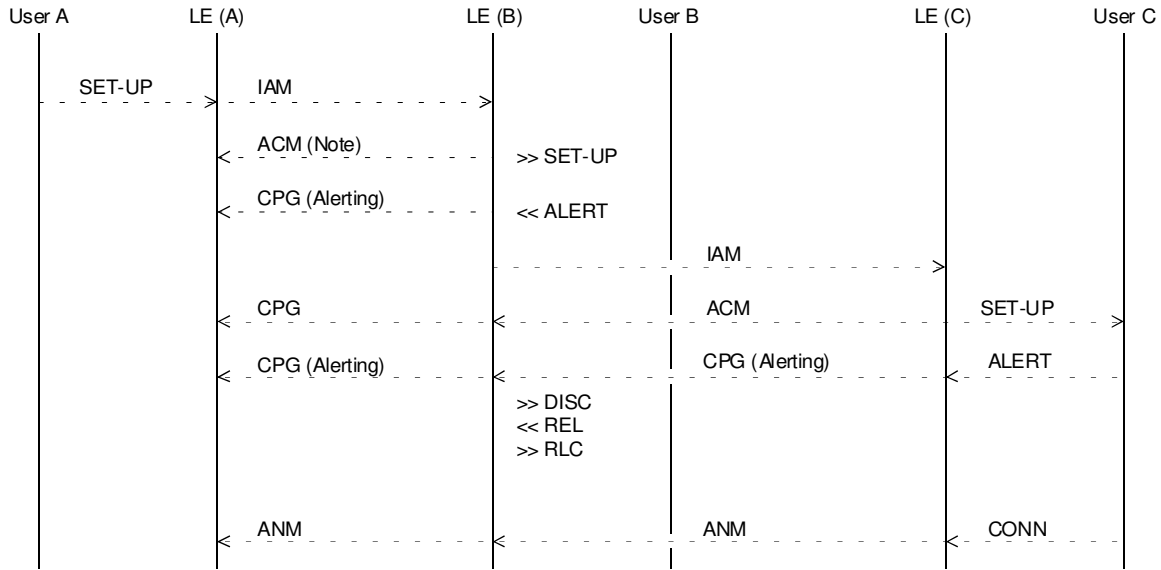 User A LE (A) LE (B) User B LE (C) User C
SET-UP IAM
ACM (Note) >> SET-UP
CPG (Alerting) << ALERT
IAM
CPG ACM SET-UP
CPG (Alerting) CPG (Alerting) ALERT
>> DISC
<< REL
>> RLC
ANM ANM CONN